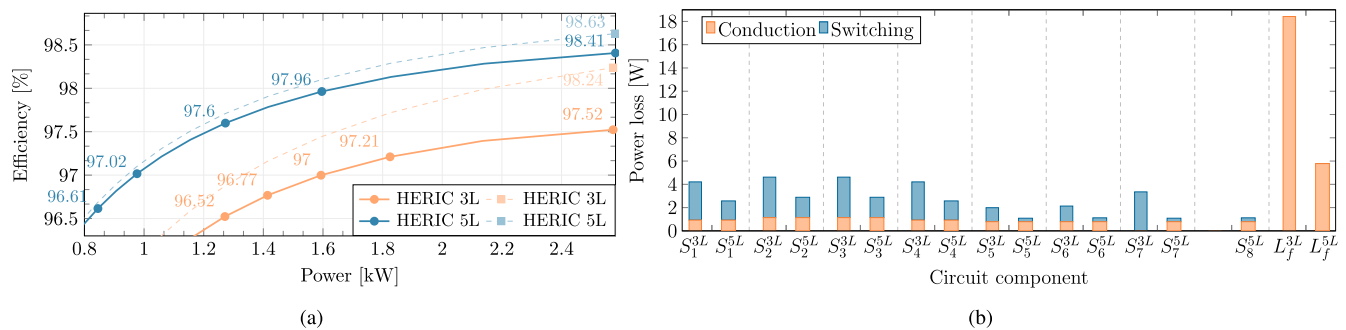 98.63
98.5
98.41
98
97.96
98.24
97.5
97.6
97.52
97.21
97.02
97
97
96.77
96.61
96.52
96.5
Efficiency [%]
HERIC 3L HERIC 3L
HERIC 5L HERIC 5L
0.8 1 1.2 1.4 1.6 1.8 2 2.2 2.4
Power [kW]
(a)
Conduction Switching
18
16
14
12
10
8
6
4
2
0
Power loss [W]
S_1^{3L} S_1^{5L} S_2^{3L} S_2^{5L} S_3^{3L} S_3^{5L} S_4^{3L} S_4^{5L} S_5^{3L} S_5^{5L} S_6^{3L} S_6^{5L} S_7^{3L} S_7^{5L} S_8^{5L} L_f^{3L} L_f^{5L}
Circuit component
(b)